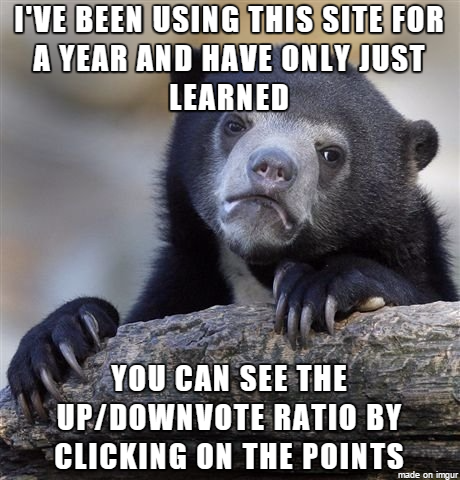 I'VE BEEN USING THIS SITE FOR
A YEAR AND HAVE ONLY JUST
LEARNED
YOU CAN SEE THE
UP/DOWNVOTE RATIO BY
CLICKING ON THE POINTS
made on imgur